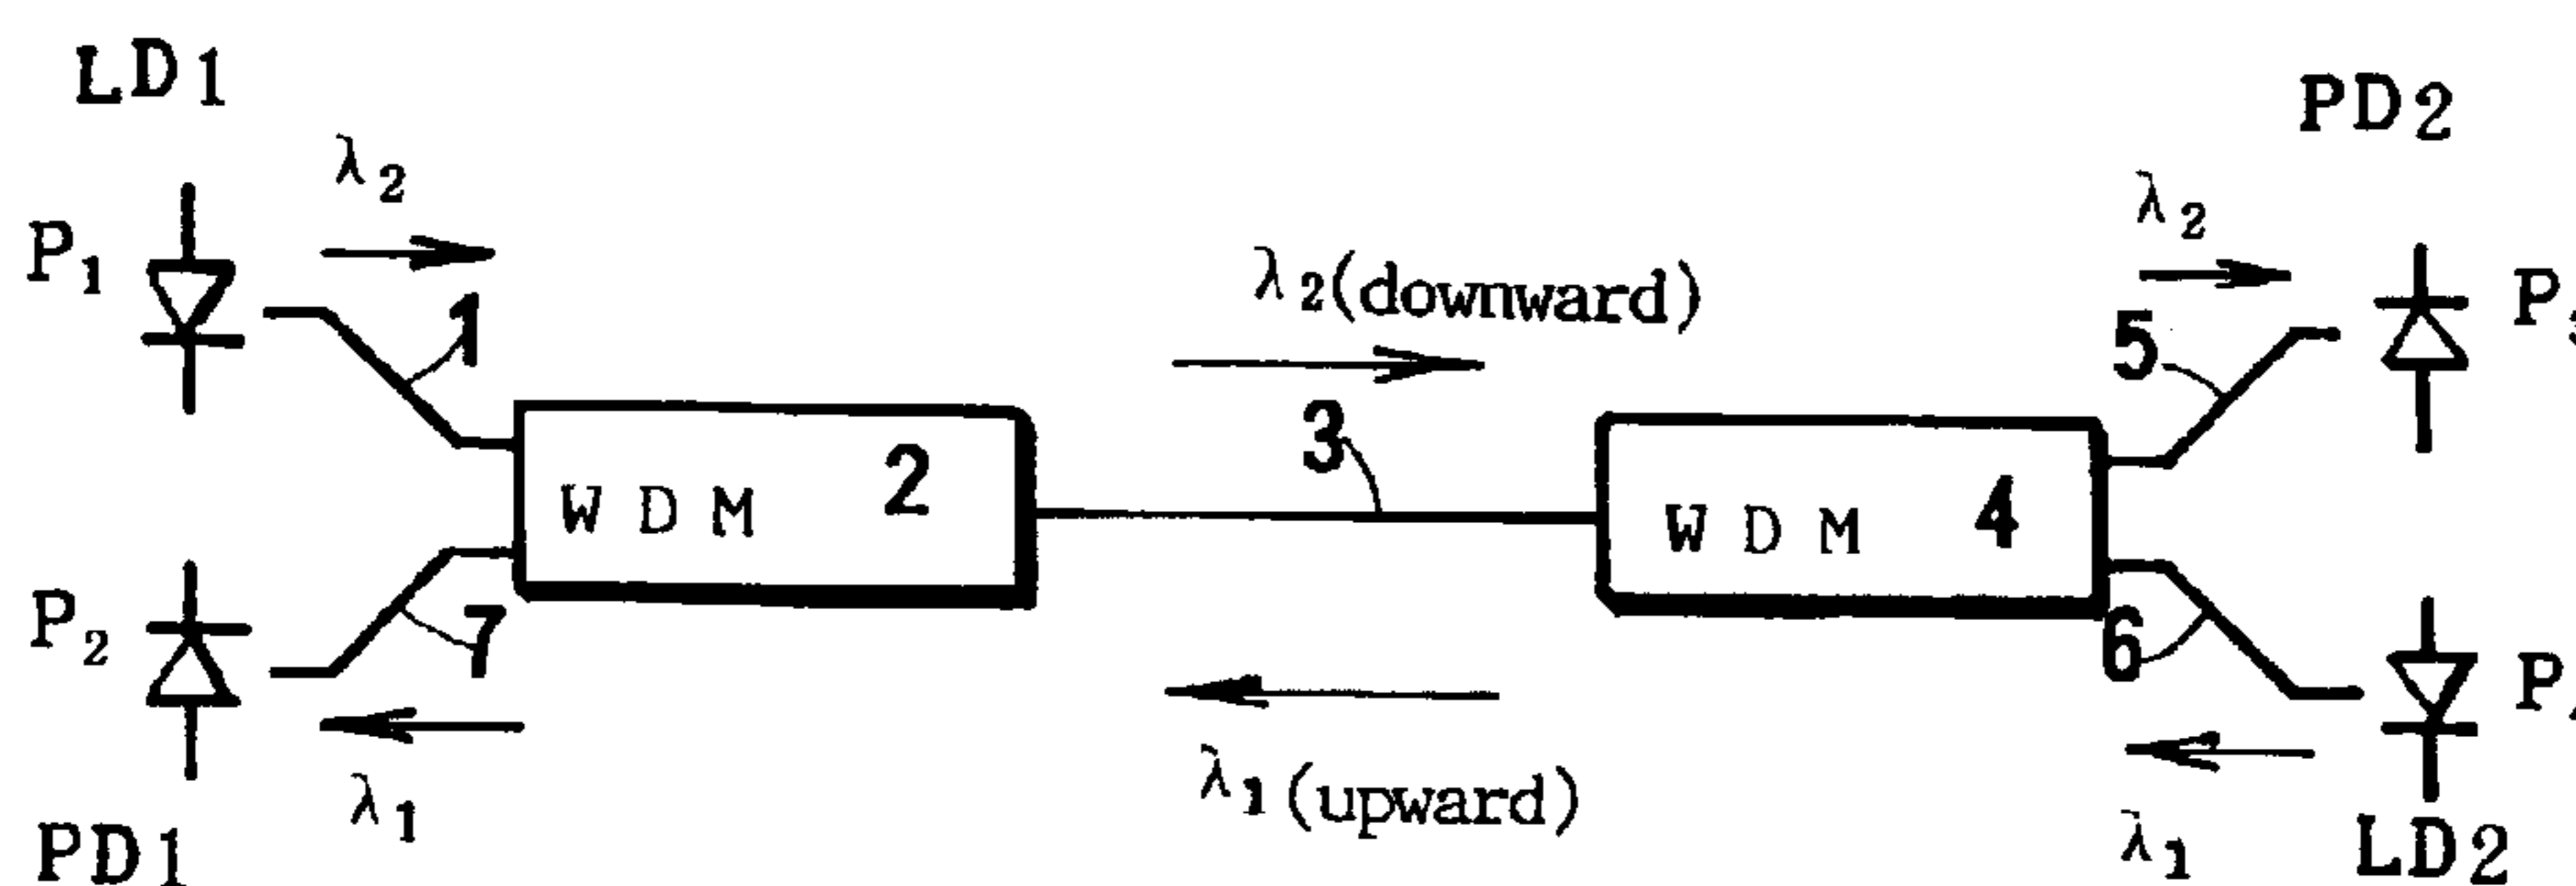 LD1
PD2
λ2
λ2
P1
λ2(downward)
P
1
5
3
WDM 2
WDM 4
P2
7
6
P
λ1
λ1(upward)
λ1
PD1
LD2